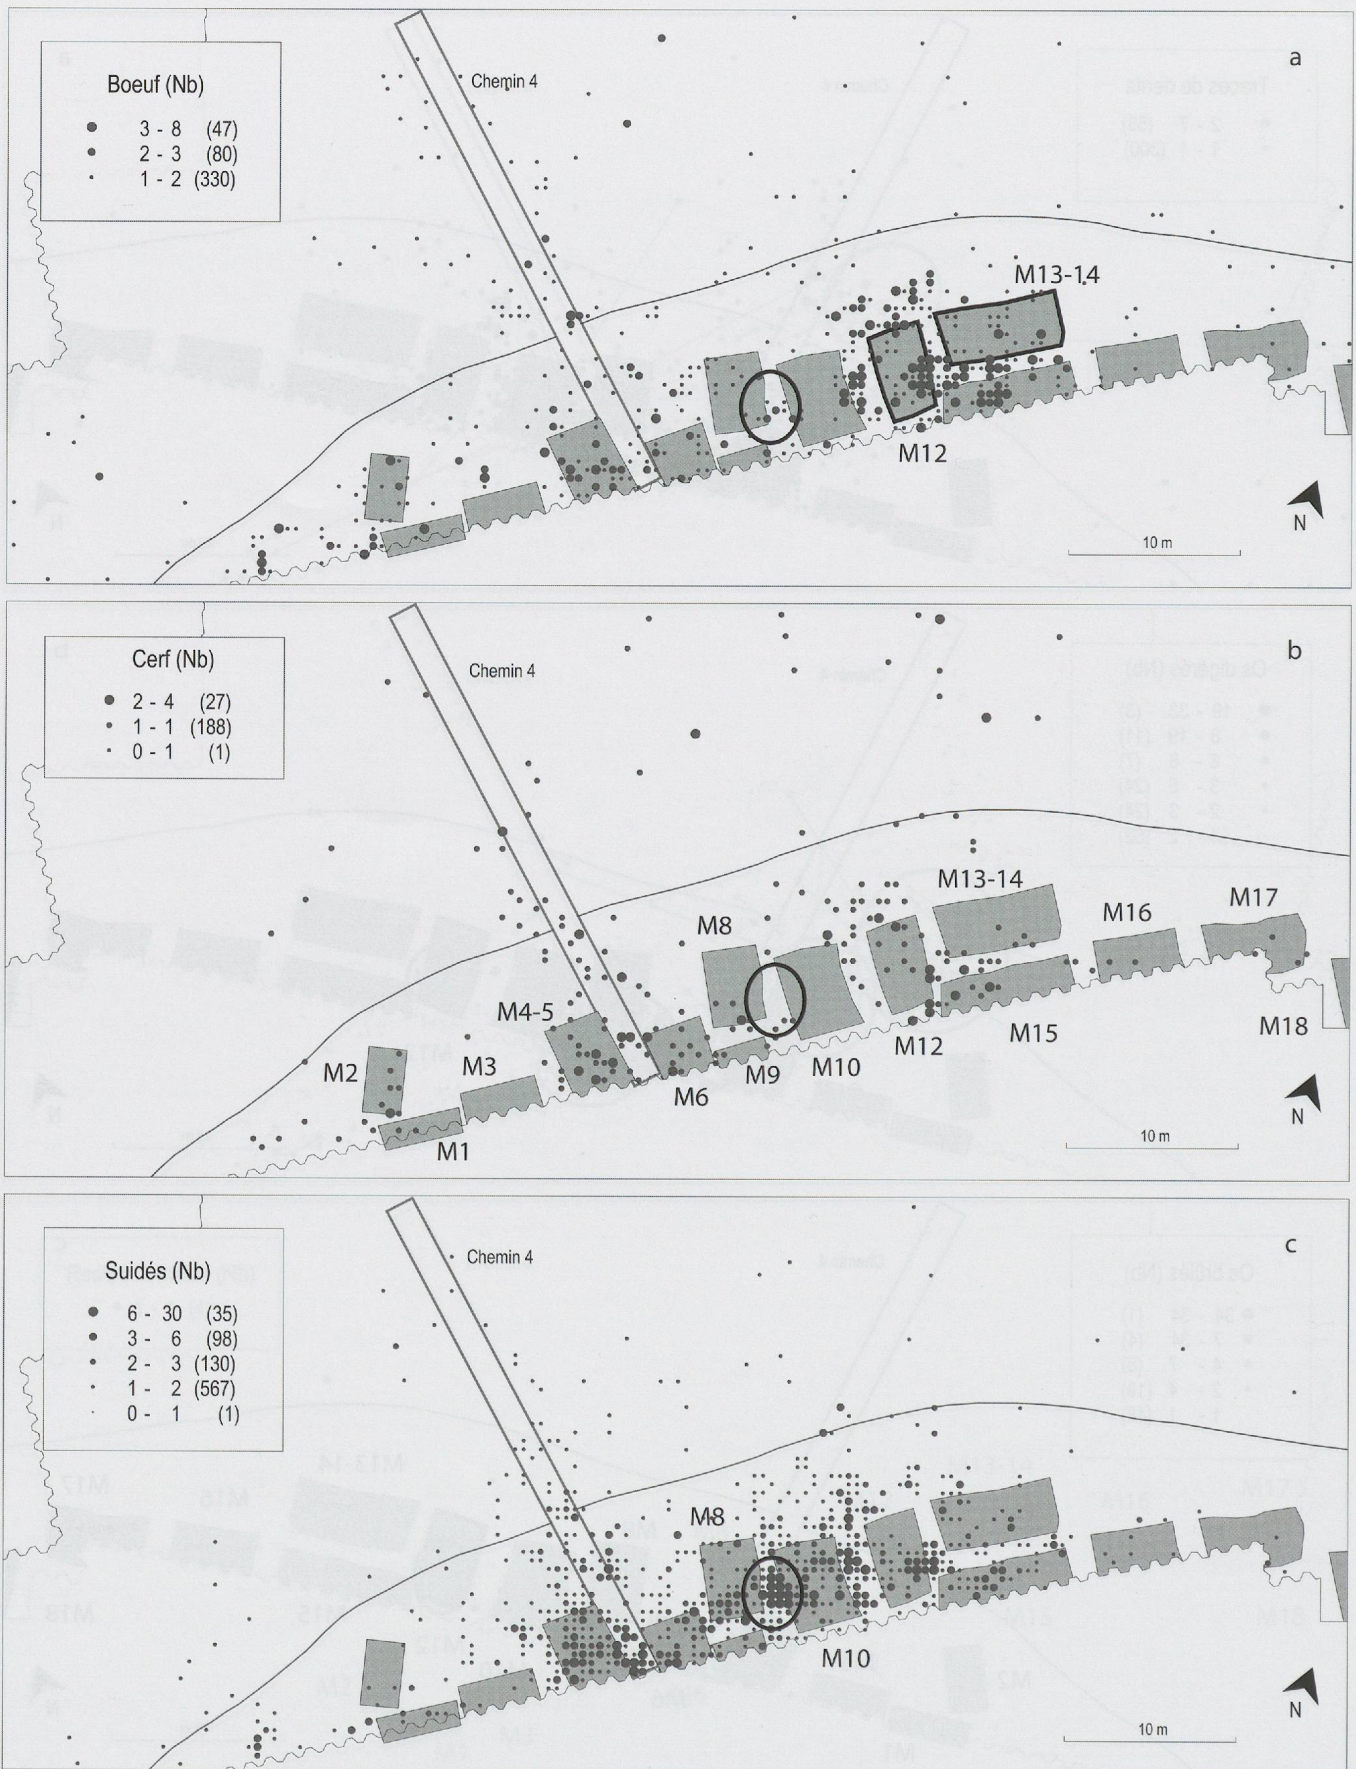 a
Boeuf (Nb)
3 - 8 (47)
2 - 3 (80)
1 - 2 (330)
Chemin 4
M13-14
M12
N
10 m
b
Cerf (Nb)
2 - 4 (27)
1 - 1 (188)
0 - 1 (1)
Chemin 4
M13-14
M17
M16
M8
M4-5
M18
M15
M12
M10
M9
M6
M3
M2
M1
N
10 m
c
Suidés (Nb)
6 - 30 (35)
3 - 6 (98)
2 - 3 (130)
1 - 2 (567)
0 - 1 (1)
Chemin 4
M8
M10
N
10 m